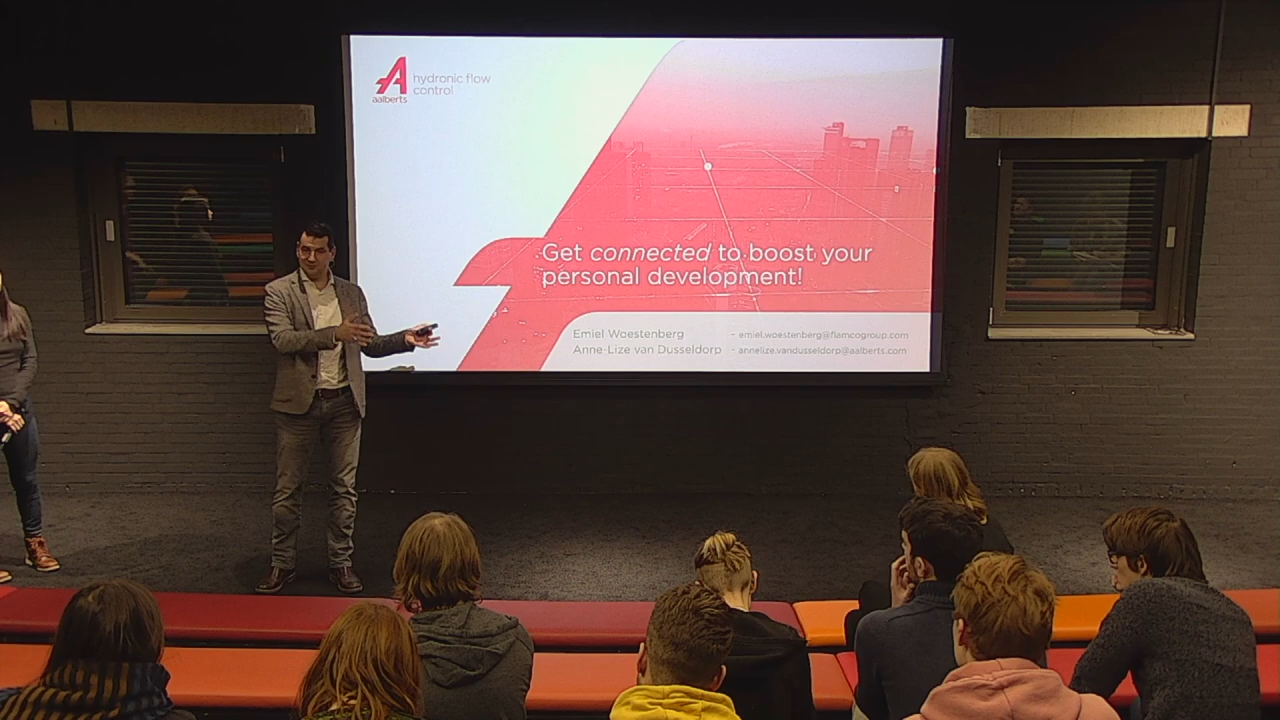 hydronic flow
control
aalberts
Get connected to boost your
personal development!
Emiel Woestenberg - emiel.woestenberg@flamcogroup.com
Anne-Lize van Dusseldorp - annelize.vandusseldorp@aalberts.com